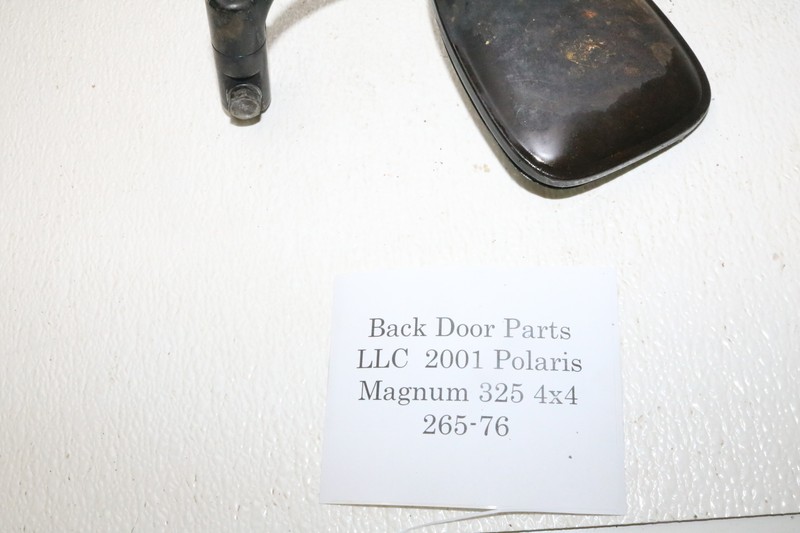 Back Door Parts
LLC 2001 Polaris
Magnum 325 4x4
265-76